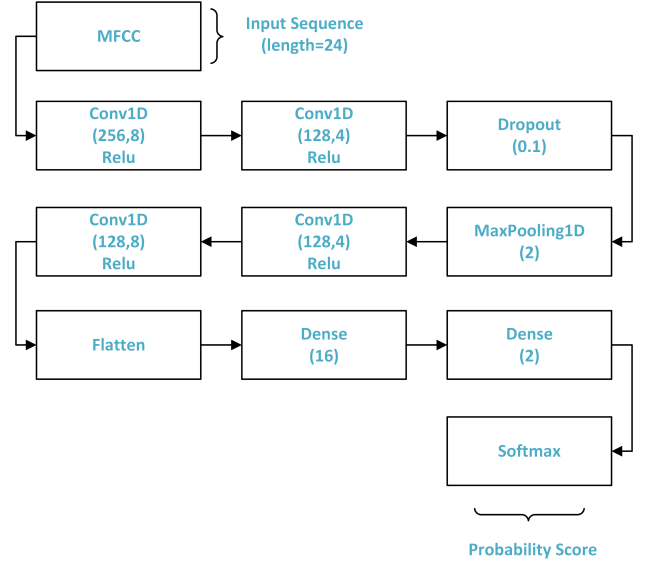 MFCC
Input Sequence
(length=24)
Conv1D
(256,8)
Relu
Conv1D
(128,4)
Relu
Dropout
(0.1)
Conv1D
(128,8)
Relu
Conv1D
(128,4)
Relu
MaxPooling1D
(2)
Flatten
Dense
(16)
Dense
(2)
Softmax
Probability Score